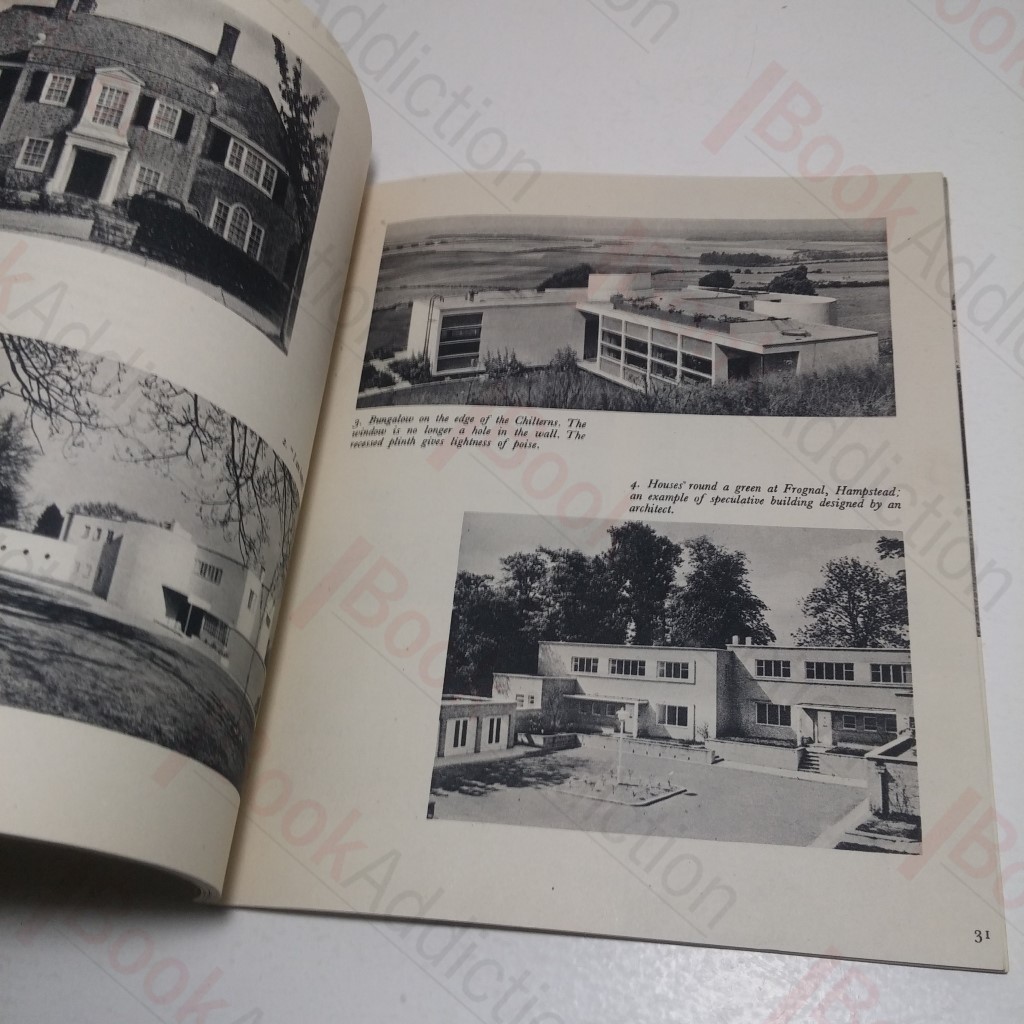 3. Bungalow on the edge of the Chilterns. The
window is no longer a hole in the wall. The
recessed plinth gives lightness of poise.
4. Houses round a green at Frognal, Hampstead:
an example of speculative building designed by an
architect.
31
BookAddiction